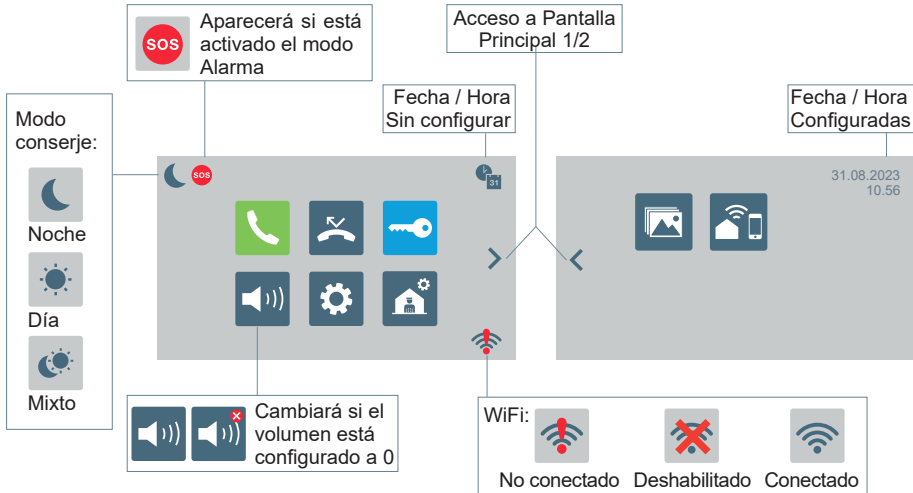 SOS
Aparecerá si está
activado el modo
Alarma
Acceso a Pantalla
Principal 1/2
Fecha / Hora
Sin configurar
Fecha / Hora
Configuradas
Modo
conserje:
Noche
Día
Mixto
SOS
31
31.08.2023
10.56
Cambiará si el
volumen está
configurado a 0
WiFi:
No conectado
Deshabilitado
Conectado